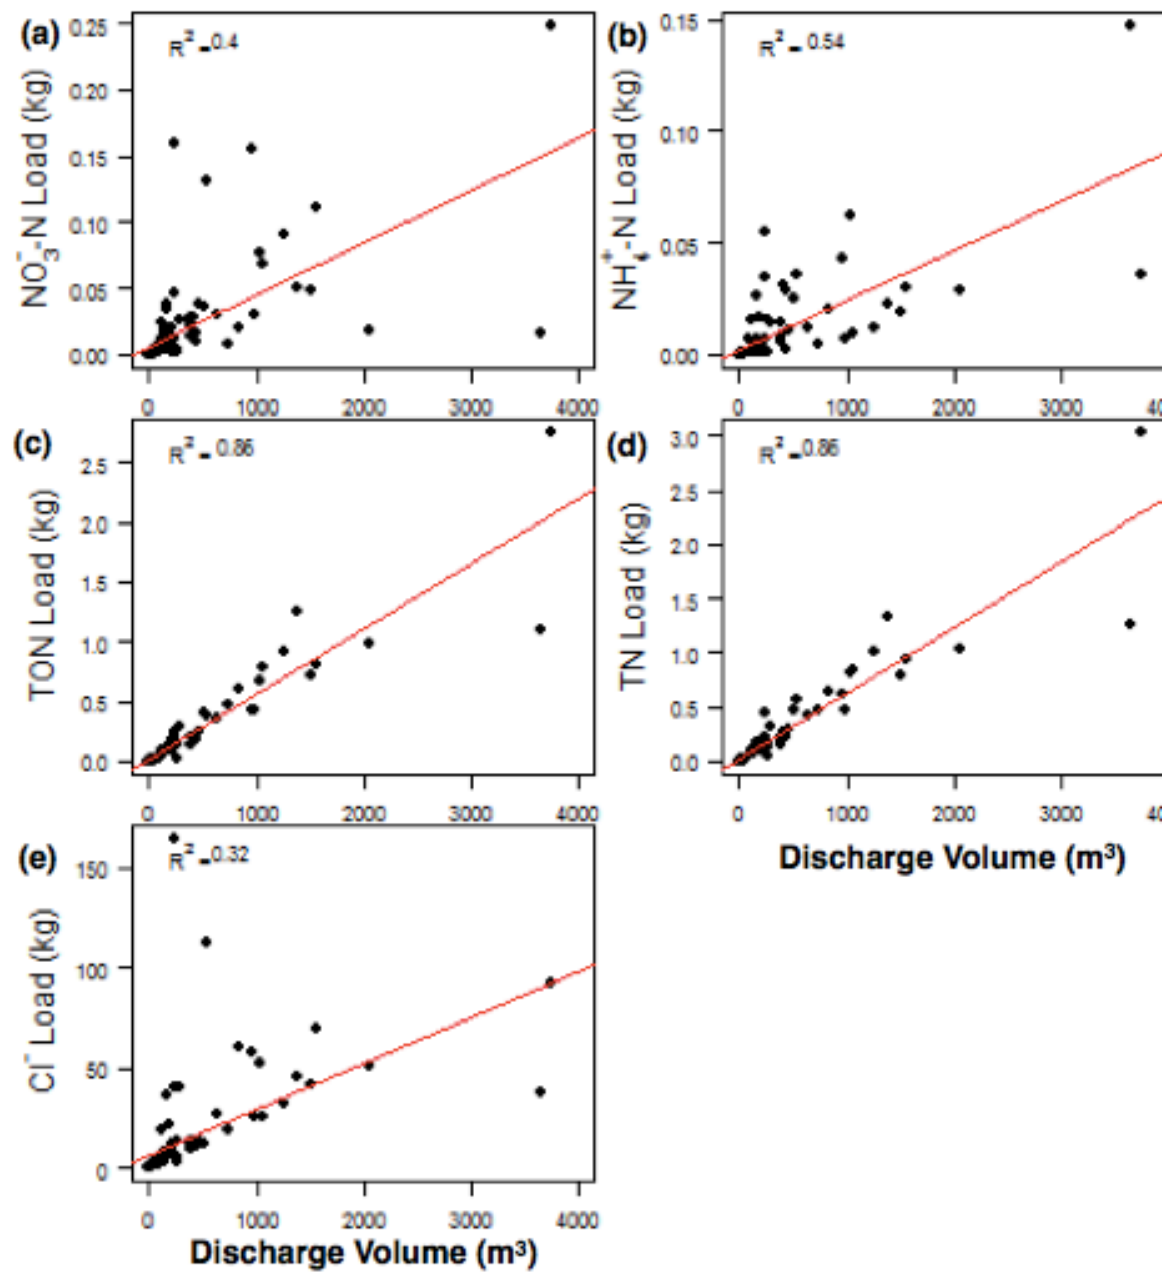 (a)
R² = 0.4
NO₃⁻-N Load (kg)
0.25
0.20
0.15
0.10
0.05
0.00
0 1000 2000 3000 4000
(b)
R² = 0.54
NH₄⁺-N Load (kg)
0.15
0.10
0.05
0.00
0 1000 2000 3000 40
(c)
R² = 0.86
TON Load (kg)
2.5
2.0
1.5
1.0
0.5
0.0
0 1000 2000 3000 4000
(d)
R² = 0.86
TN Load (kg)
3.0
2.5
2.0
1.5
1.0
0.5
0.0
0 1000 2000 3000 40
Discharge Volume (m³)
(e)
R² = 0.32
Cl⁻ Load (kg)
150
100
50
0
0 1000 2000 3000 4000
Discharge Volume (m³)